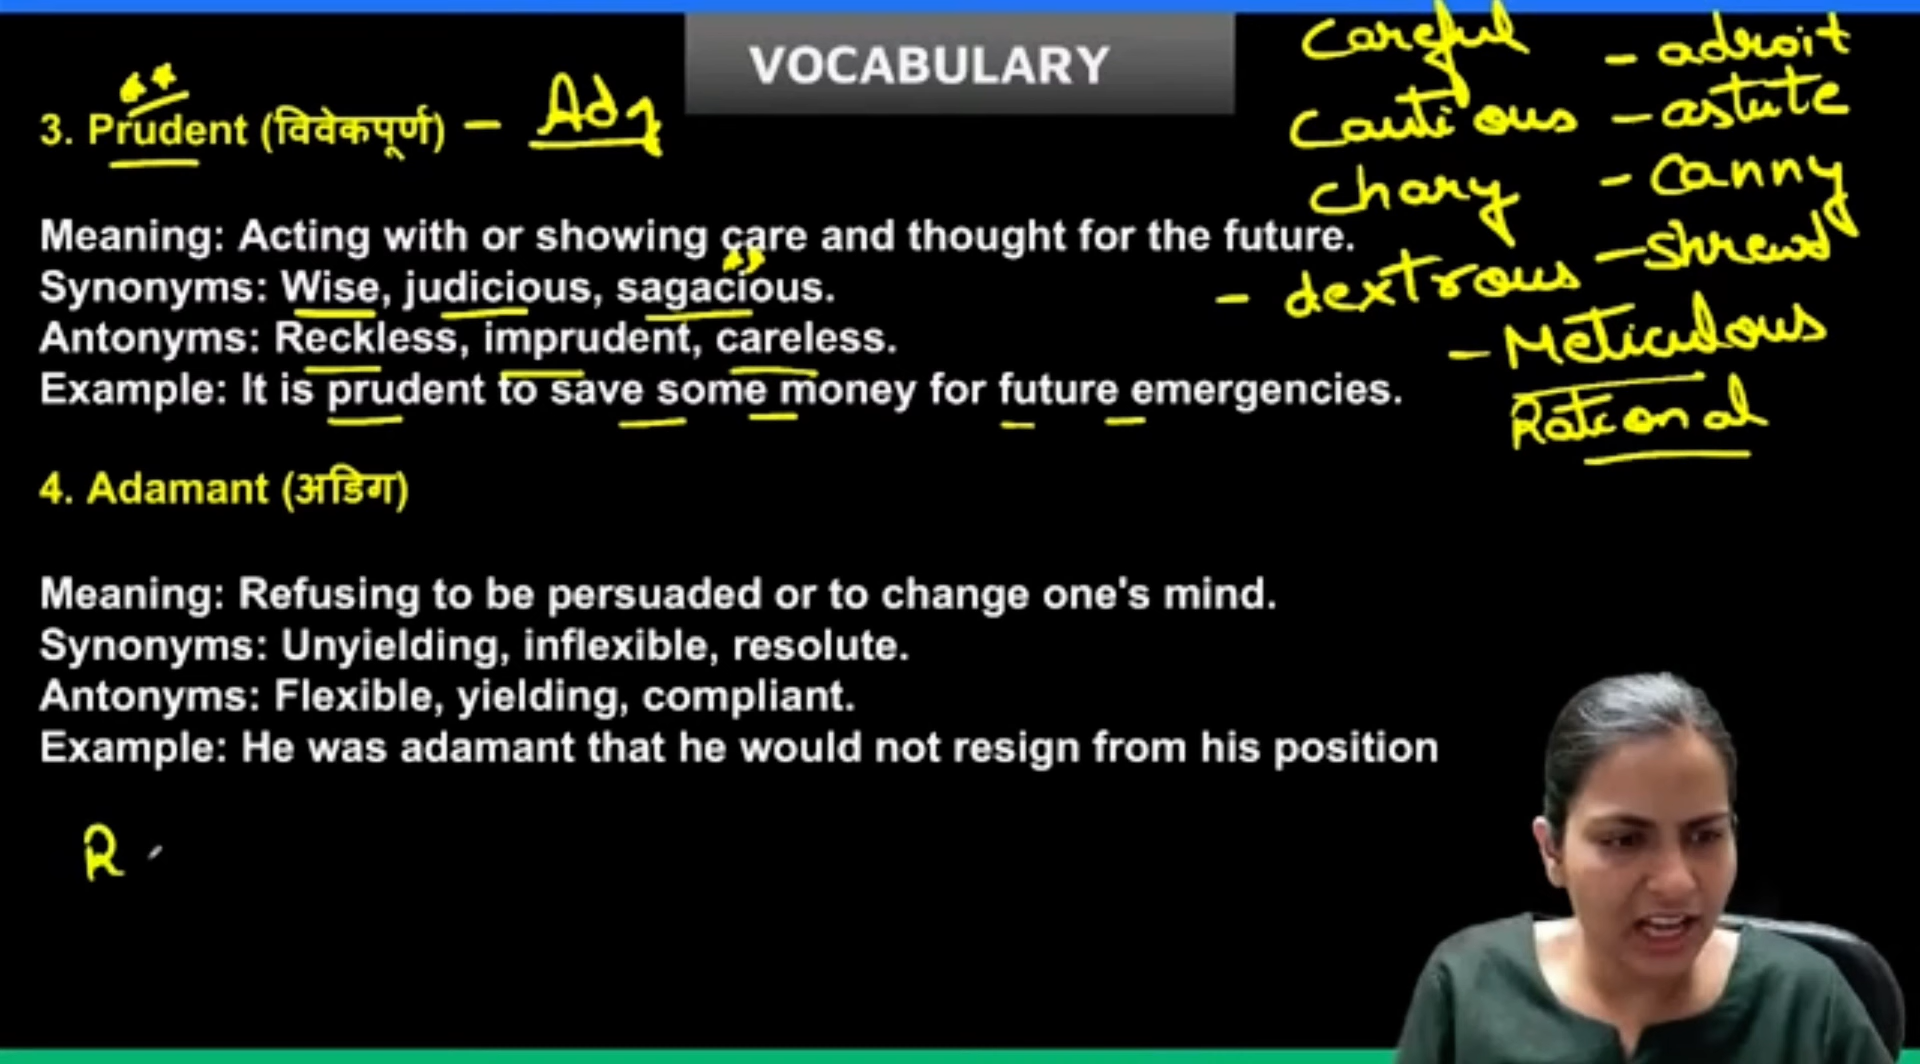 VOCABULARY
3. Prudent (विवेकपूर्ण) – Adj
Meaning: Acting with or showing care and thought for the future.
Synonyms: Wise, judicious, sagacious.
Antonyms: Reckless, imprudent, careless.
Example: It is prudent to save some money for future emergencies.
Careful – adroit
Cautious – astute
Chary – Canny
– dextrous – shrewd
– Meticulous
Rational
4. Adamant (अडिग)
Meaning: Refusing to be persuaded or to change one's mind.
Synonyms: Unyielding, inflexible, resolute.
Antonyms: Flexible, yielding, compliant.
Example: He was adamant that he would not resign from his position
R